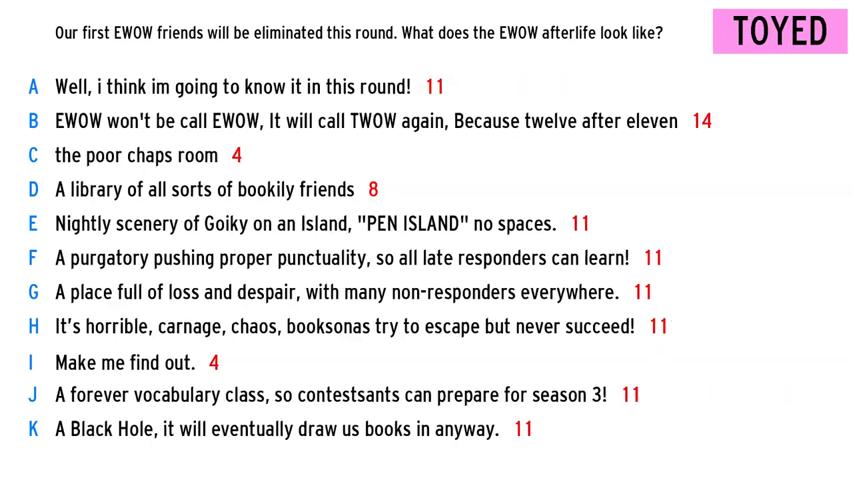 Our first EWOW friends will be eliminated this round. What does the EWOW afterlife look like?
TOYED
A Well, i think im going to know it in this round! 11
B EWOW won't be call EWOW, It will call TWOW again, Because twelve after eleven 14
C the poor chaps room 4
D A library of all sorts of bookily friends 8
E Nightly scenery of Goiky on an Island, "PEN ISLAND" no spaces. 11
F A purgatory pushing proper punctuality, so all late responders can learn! 11
G A place full of loss and despair, with many non-responders everywhere. 11
H It’s horrible, carnage, chaos, booksonas try to escape but never succeed! 11
I Make me find out. 4
J A forever vocabulary class, so contestsants can prepare for season 3! 11
K A Black Hole, it will eventually draw us books in anyway. 11